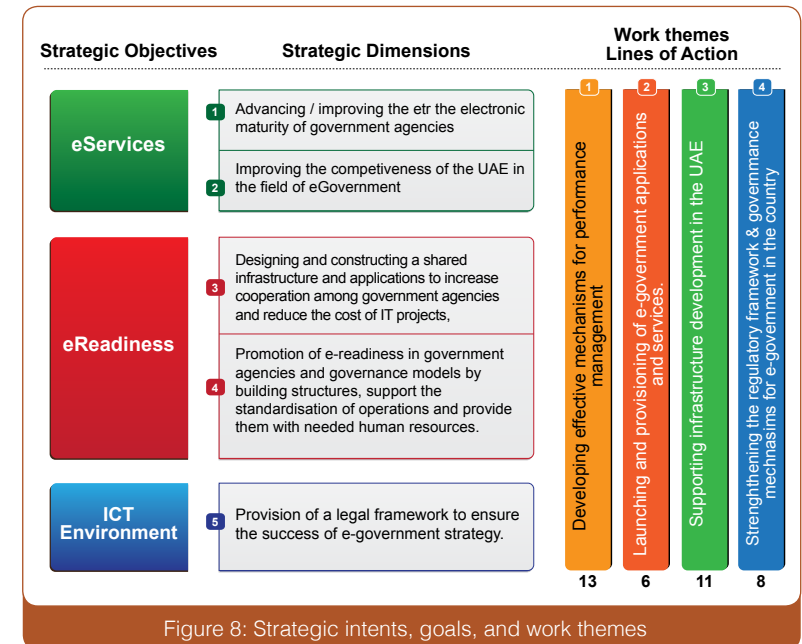 Strategic Objectives
Strategic Dimensions
Work themes
Lines of Action
eServices
1
Advancing / improving the etr the electronic
maturity of government agencies
2
Improving the competiveness of the UAE in
the field of eGovernment
eReadiness
3
Designing and constructing a shared
infrastructure and applications to increase
cooperation among government agencies
and reduce the cost of IT projects,
4
Promotion of e-readiness in government
agencies and governance models by
building structures, support the
standardisation of operations and provide
them with needed human resources.
ICT
Environment
5
Provision of a legal framework to ensure
the success of e-government strategy.
1
Developing effective mechanisms for performance
management
13
2
Launching and provisioning of e-government applications
and services.
6
3
Supporting infrastructure development in the UAE
11
4
Strenghthening the regulatory framework & governmance
mechnasims for e-government in the country
8
Figure 8: Strategic intents, goals, and work themes